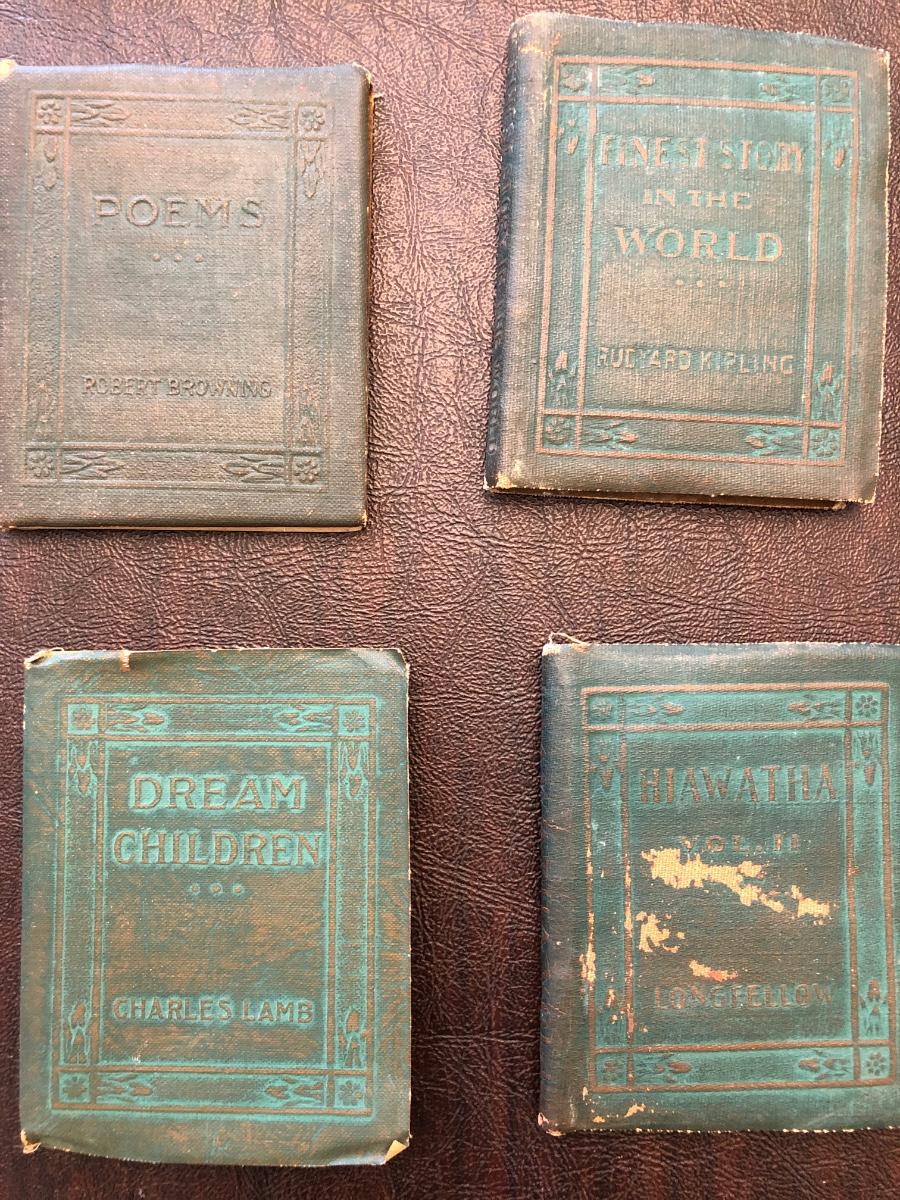 POEMS
ROBERT BROWNING
FINEST STORY
IN THE
WORLD
RUDYARD KIPLING
DREAM
CHILDREN
CHARLES LAMB
HIAWATHA
VOL. II
LONGFELLOW